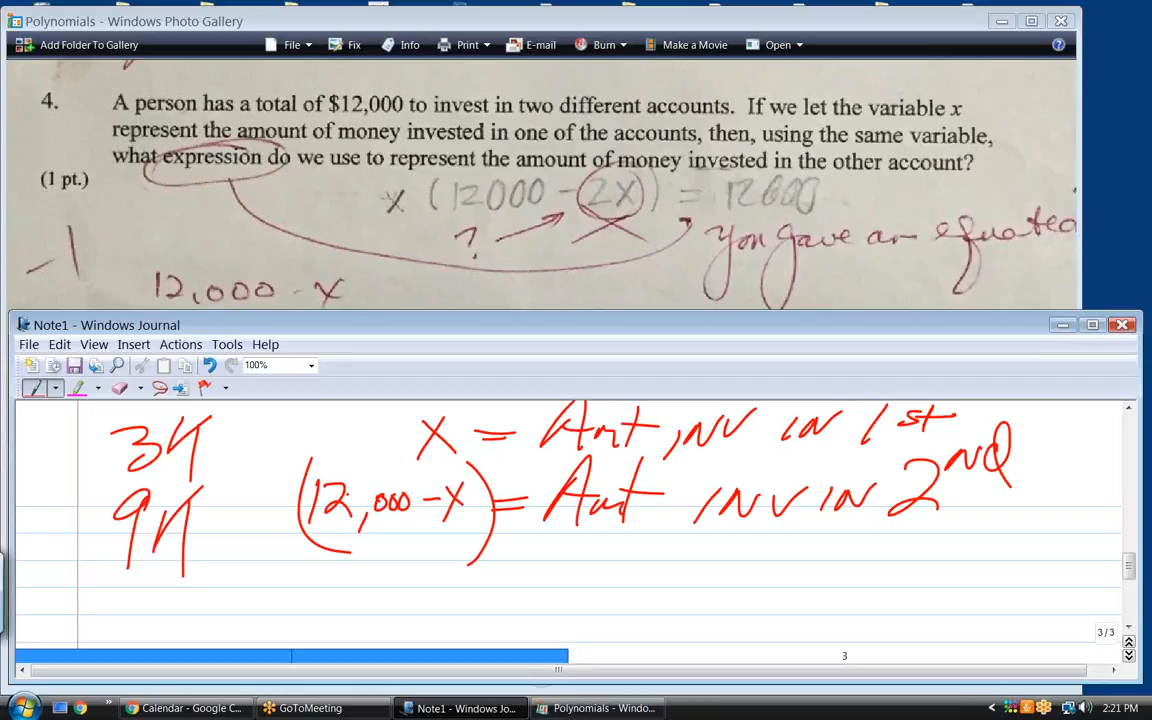 Polynomials - Windows Photo Gallery
Add Folder To Gallery File Fix Info Print E-mail Burn Make a Movie Open
4. A person has a total of $12,000 to invest in two different accounts. If we let the variable x
represent the amount of money invested in one of the accounts, then, using the same variable,
what expression do we use to represent the amount of money invested in the other account?
(1 pt.)
x (12000 - 2x) = 12000
? you gave an equatio
-1
12,000 - x
Note1 - Windows Journal
File Edit View Insert Actions Tools Help
100%
3K x = Amt INV IN 1st
9K (12,000 - x) = Amt INV IN 2ND
3/3
3
Calendar - Google C... GoToMeeting Note1 - Windows Jo... Polynomials - Windo... 2:21 PM